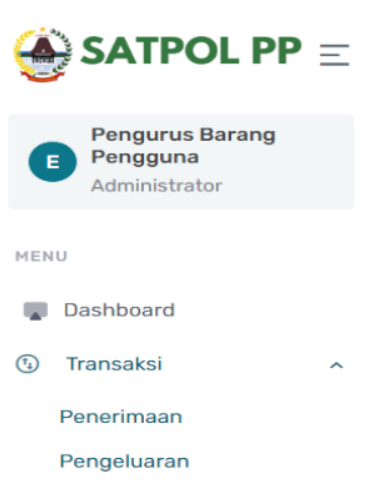 SATPOL PP
E
Pengurus Barang
Pengguna
Administrator
MENU
Dashboard
Transaksi
Penerimaan
Pengeluaran